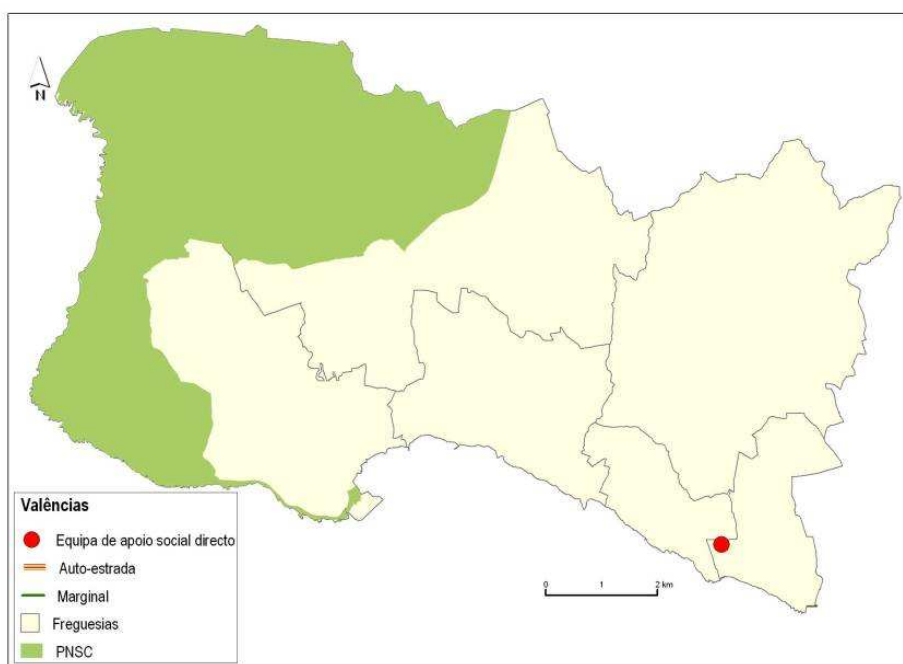 N
0 1 2 km
Valências
Equipa de apoio social directo
Auto-estrada
Marginal
Freguesias
PNSC